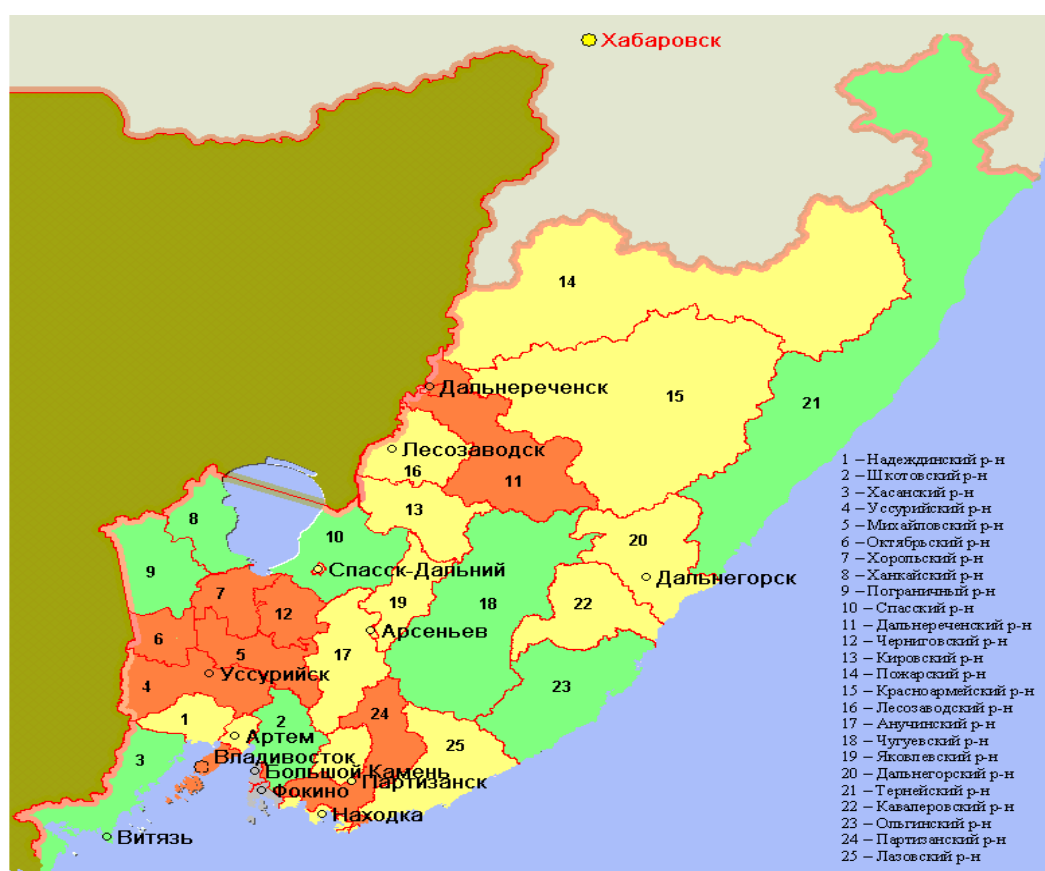 Хабаровск
14
Дальнереченск
15
21
Лесозаводск
16
11
13
8
10
20
9
Спасск-Дальний
Дальнегорск
7
19
18
22
12
Арсеньев
6
5
17
Уссурийск
4
23
24
1
2
25
Артем
3
Владивосток
Большой Камень
Партизанск
Фокино
Находка
Витязь
1 – Надеждинский р-н
2 – Шкотовский р-н
3 – Хасанский р-н
4 – Уссурийский р-н
5 – Михайловский р-н
6 – Октябрьский р-н
7 – Хорольский р-н
8 – Ханкайский р-н
9 – Пограничный р-н
10 – Спасский р-н
11 – Дальнереченский р-н
12 – Черниговский р-н
13 – Кировский р-н
14 – Пожарский р-н
15 – Красноармейский р-н
16 – Лесозаводский р-н
17 – Анучинский р-н
18 – Чугуевский р-н
19 – Яковлевский р-н
20 – Дальнегорский р-н
21 – Тернейский р-н
22 – Кавалеровский р-н
23 – Ольгинский р-н
24 – Партизанский р-н
25 – Лазовский р-н